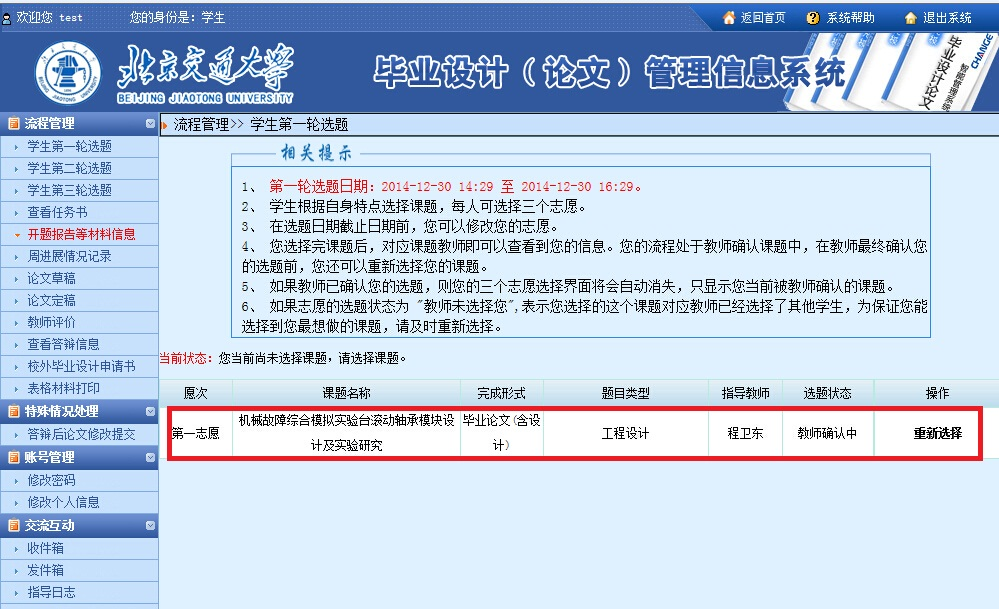 欢迎您 test 您的身份是：学生 返回首页 系统帮助 退出系统
北京交通大学
BEIJING JIAOTONG UNIVERSITY
毕业设计（论文）管理信息系统
毕业设计论文
智能管理系统
CHANGE
流程管理
学生第一轮选题
学生第二轮选题
学生第三轮选题
查看任务书
开题报告等材料信息
周进展情况记录
论文草稿
论文定稿
教师评价
查看答辩信息
校外毕业设计申请书
表格材料打印
特殊情况处理
答辩后论文修改提交
账号管理
修改密码
修改个人信息
交流互动
收件箱
发件箱
指导日志
流程管理>> 学生第一轮选题
相关提示
1、 第一轮选题日期：2014-12-30 14:29 至 2014-12-30 16:29。
2、 学生根据自身特点选择课题，每人可选择三个志愿。
3、 在选题日期截止日期前，您可以修改您的志愿。
4、 您选择完课题后，对应课题教师即可以查看到您的信息。您的流程处于教师确认课题中，在教师最终确认您
的选题前，您还可以重新选择您的课题。
5、 如果教师已确认您的选题，则您的三个志愿选择界面将会自动消失，只显示您当前被教师确认的课题。
6、 如果志愿的选题状态为 "教师未选择您",表示您选择的这个课题对应教师已经选择了其他学生，为保证您能
选择到您最想做的课题，请及时重新选择。
当前状态：您当前尚未选择课题，请选择课题。
愿次 课题名称 完成形式 题目类型 指导教师 选题状态 操作
第一志愿 机械故障综合模拟实验台滚动轴承模块设 毕业论文(含设 工程设计 程卫东 教师确认中 重新选择
计及实验研究 计)